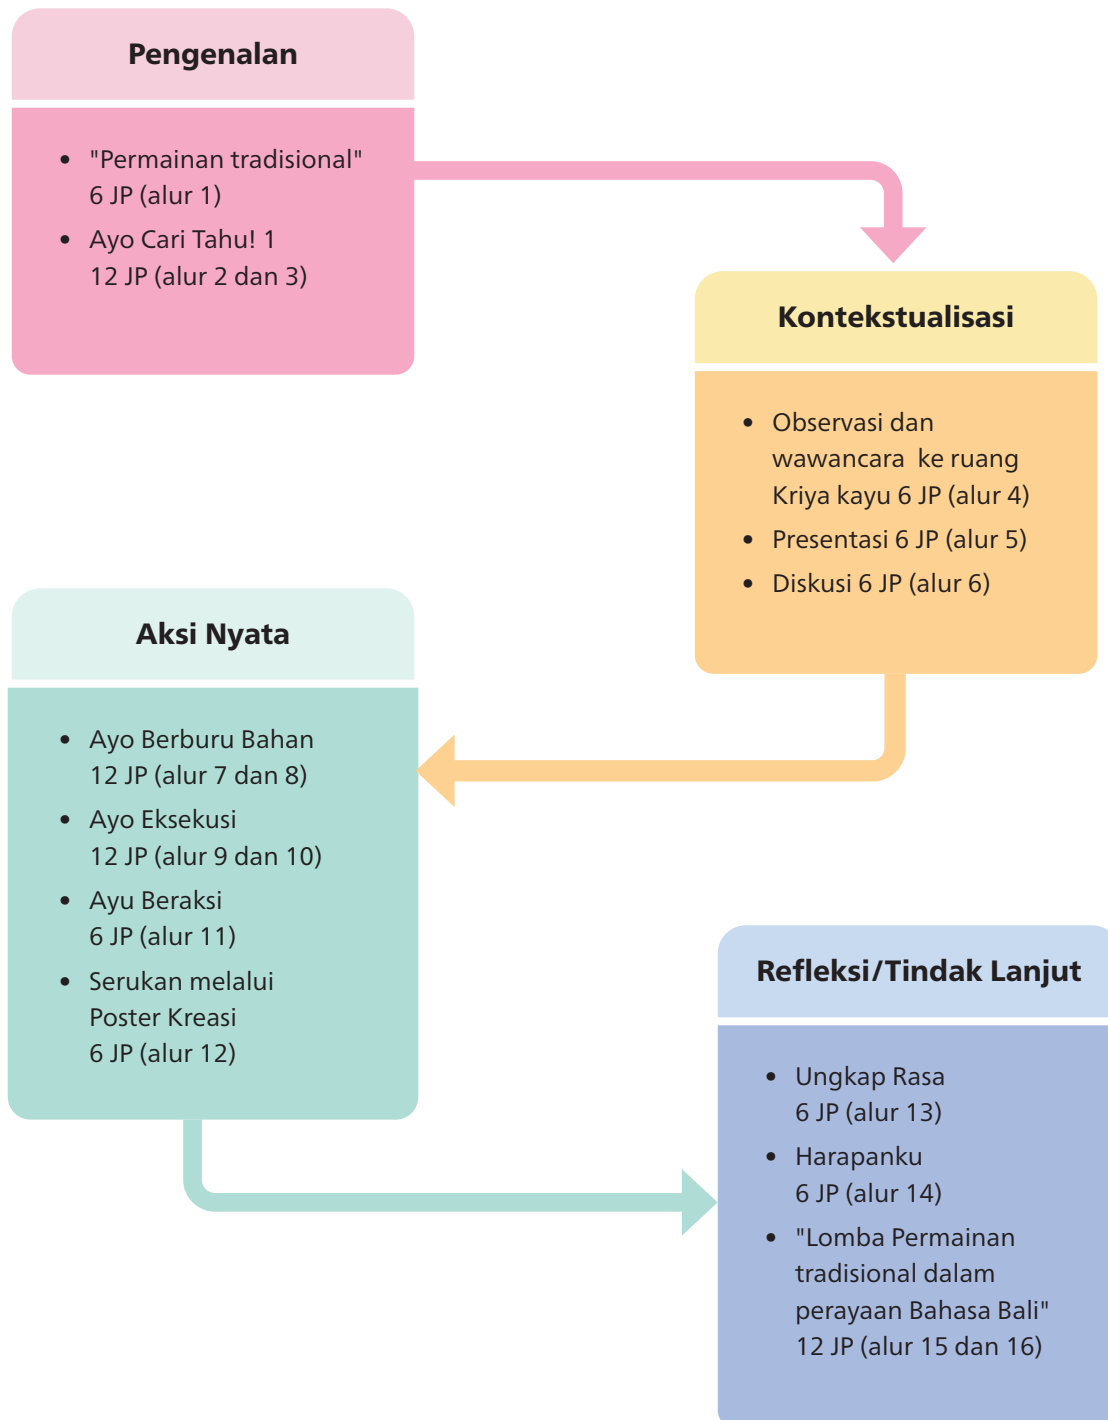 Pengenalan
• "Permainan tradisional"
6 JP (alur 1)
• Ayo Cari Tahu! 1
12 JP (alur 2 dan 3)
Kontekstualisasi
• Observasi dan
wawancara ke ruang
Kriya kayu 6 JP (alur 4)
• Presentasi 6 JP (alur 5)
• Diskusi 6 JP (alur 6)
Aksi Nyata
• Ayo Berburu Bahan
12 JP (alur 7 dan 8)
• Ayo Eksekusi
12 JP (alur 9 dan 10)
• Ayu Beraksi
6 JP (alur 11)
• Serukan melalui
Poster Kreasi
6 JP (alur 12)
Refleksi/Tindak Lanjut
• Ungkap Rasa
6 JP (alur 13)
• Harapanku
6 JP (alur 14)
• "Lomba Permainan
tradisional dalam
perayaan Bahasa Bali"
12 JP (alur 15 dan 16)